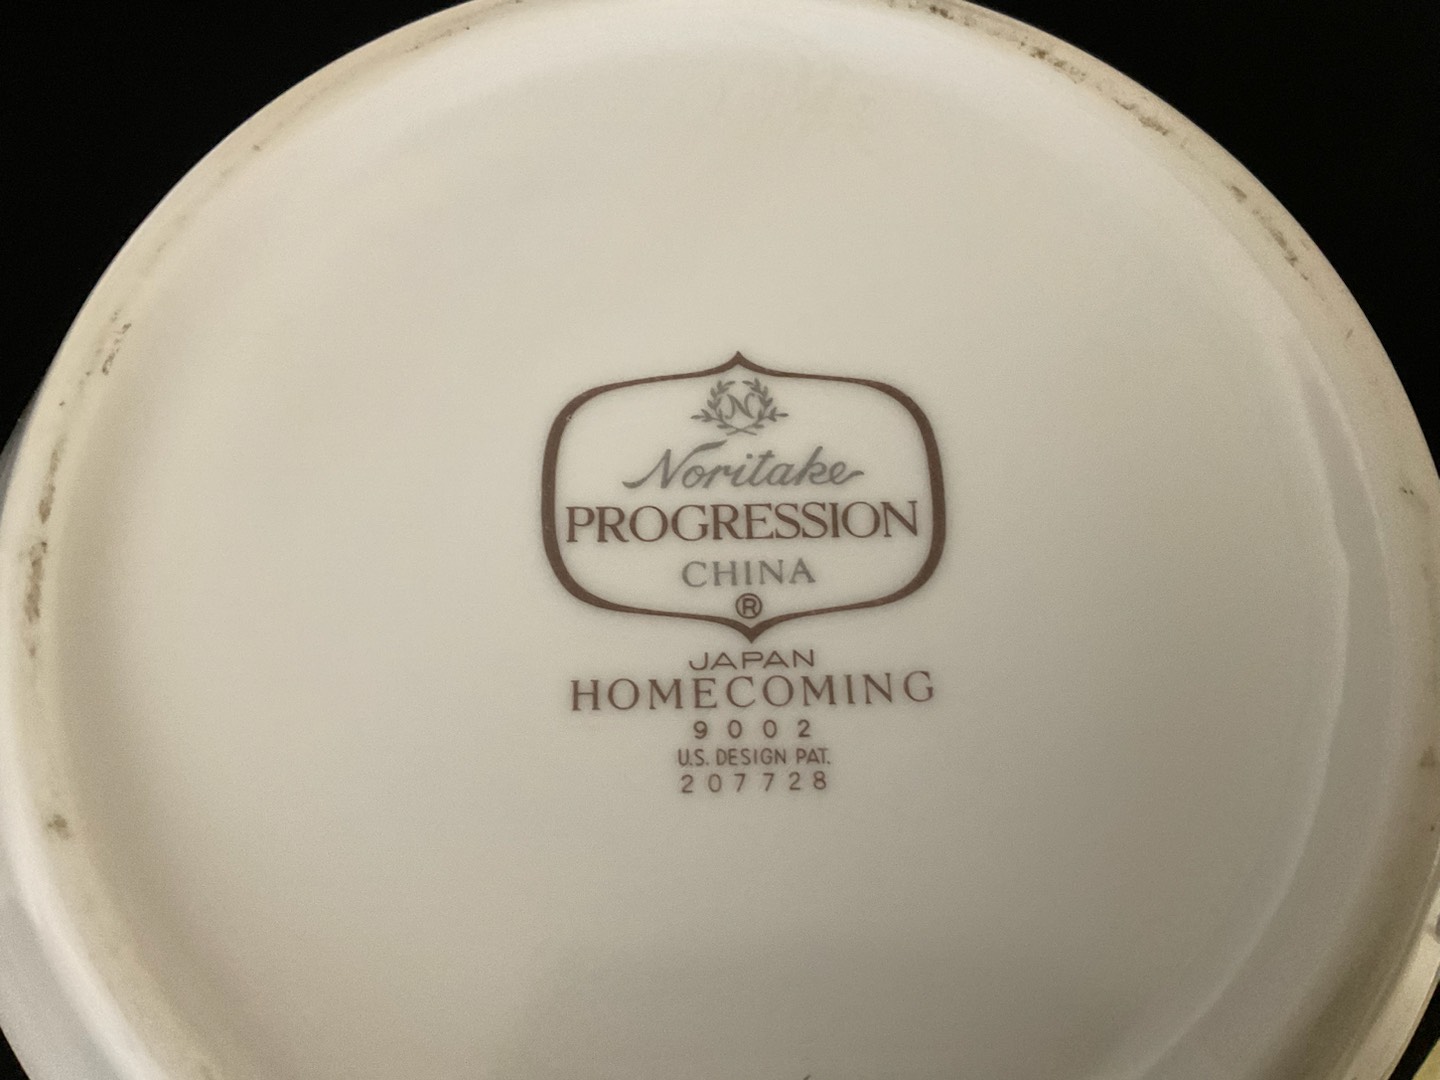 N
Noritake
PROGRESSION
CHINA
®
JAPAN
HOMECOMING
9002
U.S. DESIGN PAT.
207728